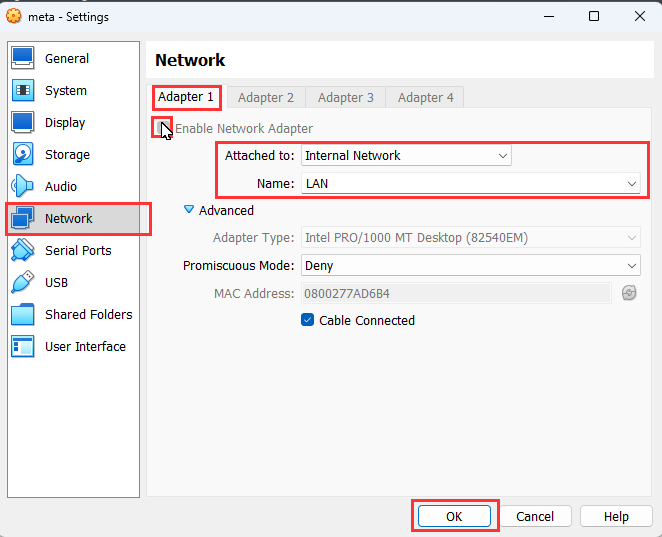 meta - Settings
General
System
Display
Storage
Audio
Network
Serial Ports
USB
Shared Folders
User Interface
Network
Adapter 1 Adapter 2 Adapter 3 Adapter 4
Enable Network Adapter
Attached to: Internal Network
Name: LAN
Advanced
Adapter Type: Intel PRO/1000 MT Desktop (82540EM)
Promiscuous Mode: Deny
MAC Address: 0800277AD6B4
Cable Connected
OK Cancel Help